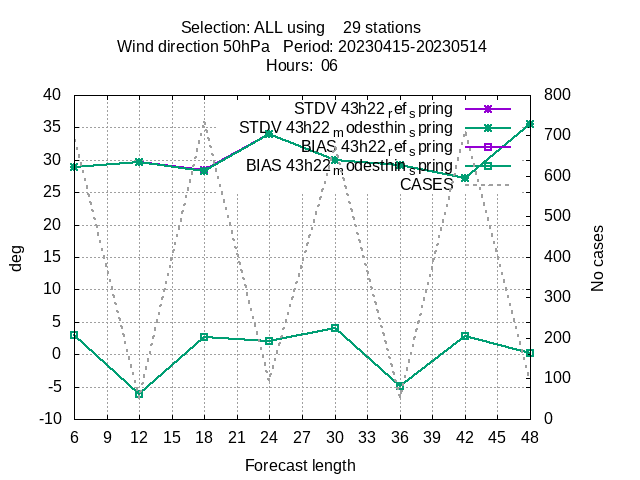 Selection: ALL using    29 stations
Wind direction 50hPa   Period: 20230415-20230514
Hours:  06
40
35
30
25
20
15
10
5
0
-5
-10
800
700
600
500
400
300
200
100
0
STDV 43h22_ref_spring
STDV 43h22_modesthin_spring
BIAS 43h22_ref_spring
BIAS 43h22_modesthin_spring
CASES
deg
No cases
6 9 12 15 18 21 24 27 30 33 36 39 42 45 48
Forecast length